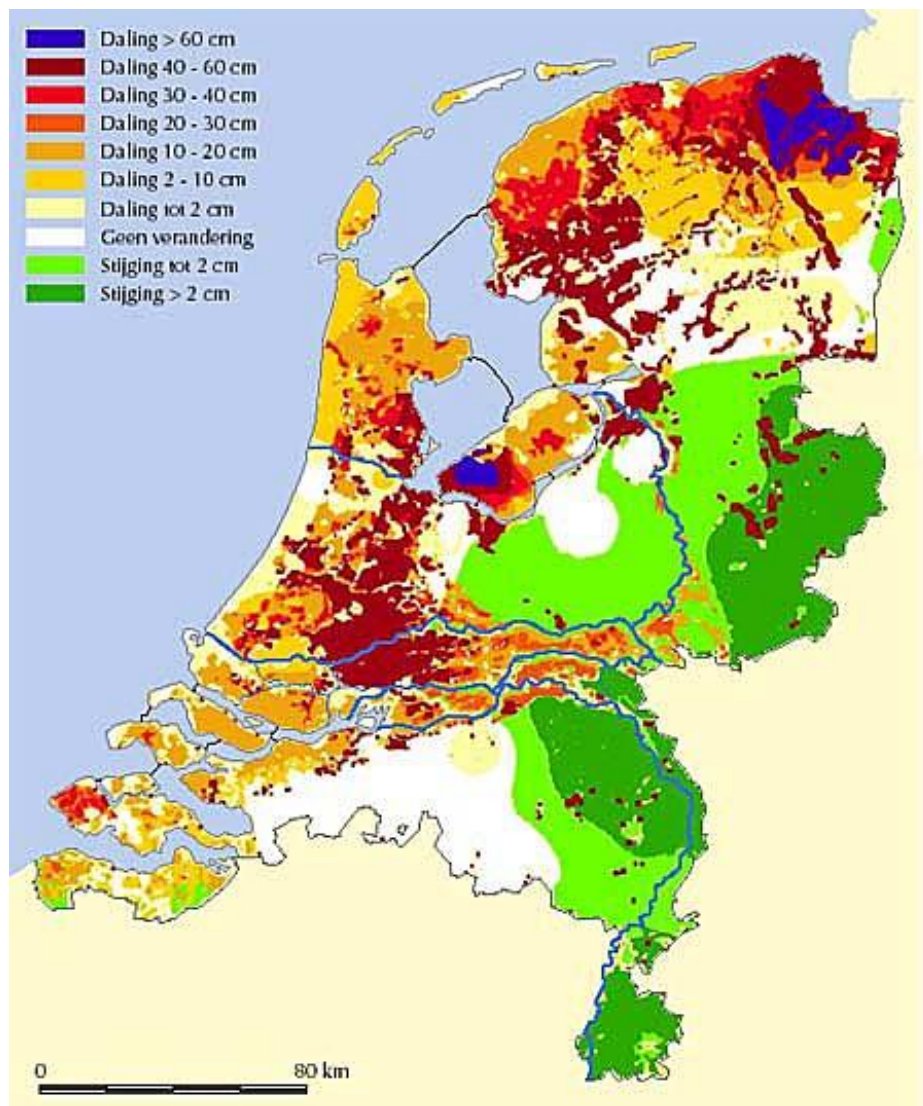 Daling > 60 cm
Daling 40 - 60 cm
Daling 30 - 40 cm
Daling 20 - 30 cm
Daling 10 - 20 cm
Daling 2 - 10 cm
Daling tot 2 cm
Geen verandering
Stijging tot 2 cm
Stijging > 2 cm
0 80 km